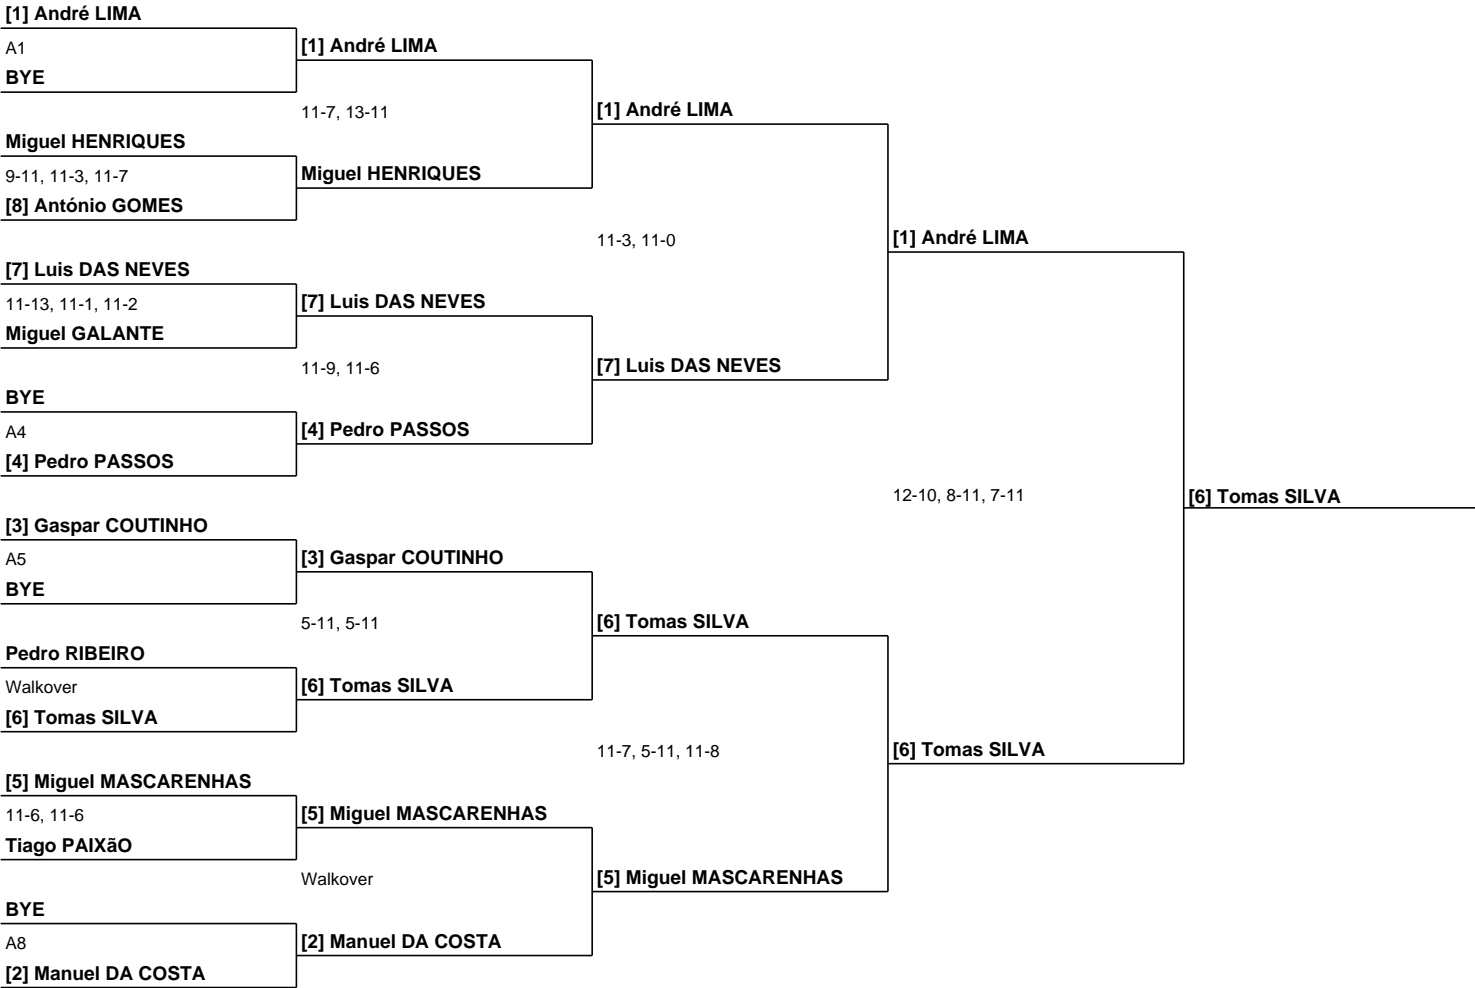 [1] André LIMA
A1
BYE
Miguel HENRIQUES
9-11, 11-3, 11-7
[8] António GOMES
[7] Luis DAS NEVES
11-13, 11-1, 11-2
Miguel GALANTE
BYE
A4
[4] Pedro PASSOS
[3] Gaspar COUTINHO
A5
BYE
Pedro RIBEIRO
Walkover
[6] Tomas SILVA
[5] Miguel MASCARENHAS
11-6, 11-6
Tiago PAIXãO
BYE
A8
[2] Manuel DA COSTA
[1] André LIMA
11-7, 13-11
Miguel HENRIQUES
[7] Luis DAS NEVES
11-9, 11-6
[4] Pedro PASSOS
[3] Gaspar COUTINHO
5-11, 5-11
[6] Tomas SILVA
[5] Miguel MASCARENHAS
Walkover
[2] Manuel DA COSTA
[1] André LIMA
11-3, 11-0
[7] Luis DAS NEVES
[6] Tomas SILVA
11-7, 5-11, 11-8
[5] Miguel MASCARENHAS
[1] André LIMA
12-10, 8-11, 7-11
[6] Tomas SILVA
[6] Tomas SILVA